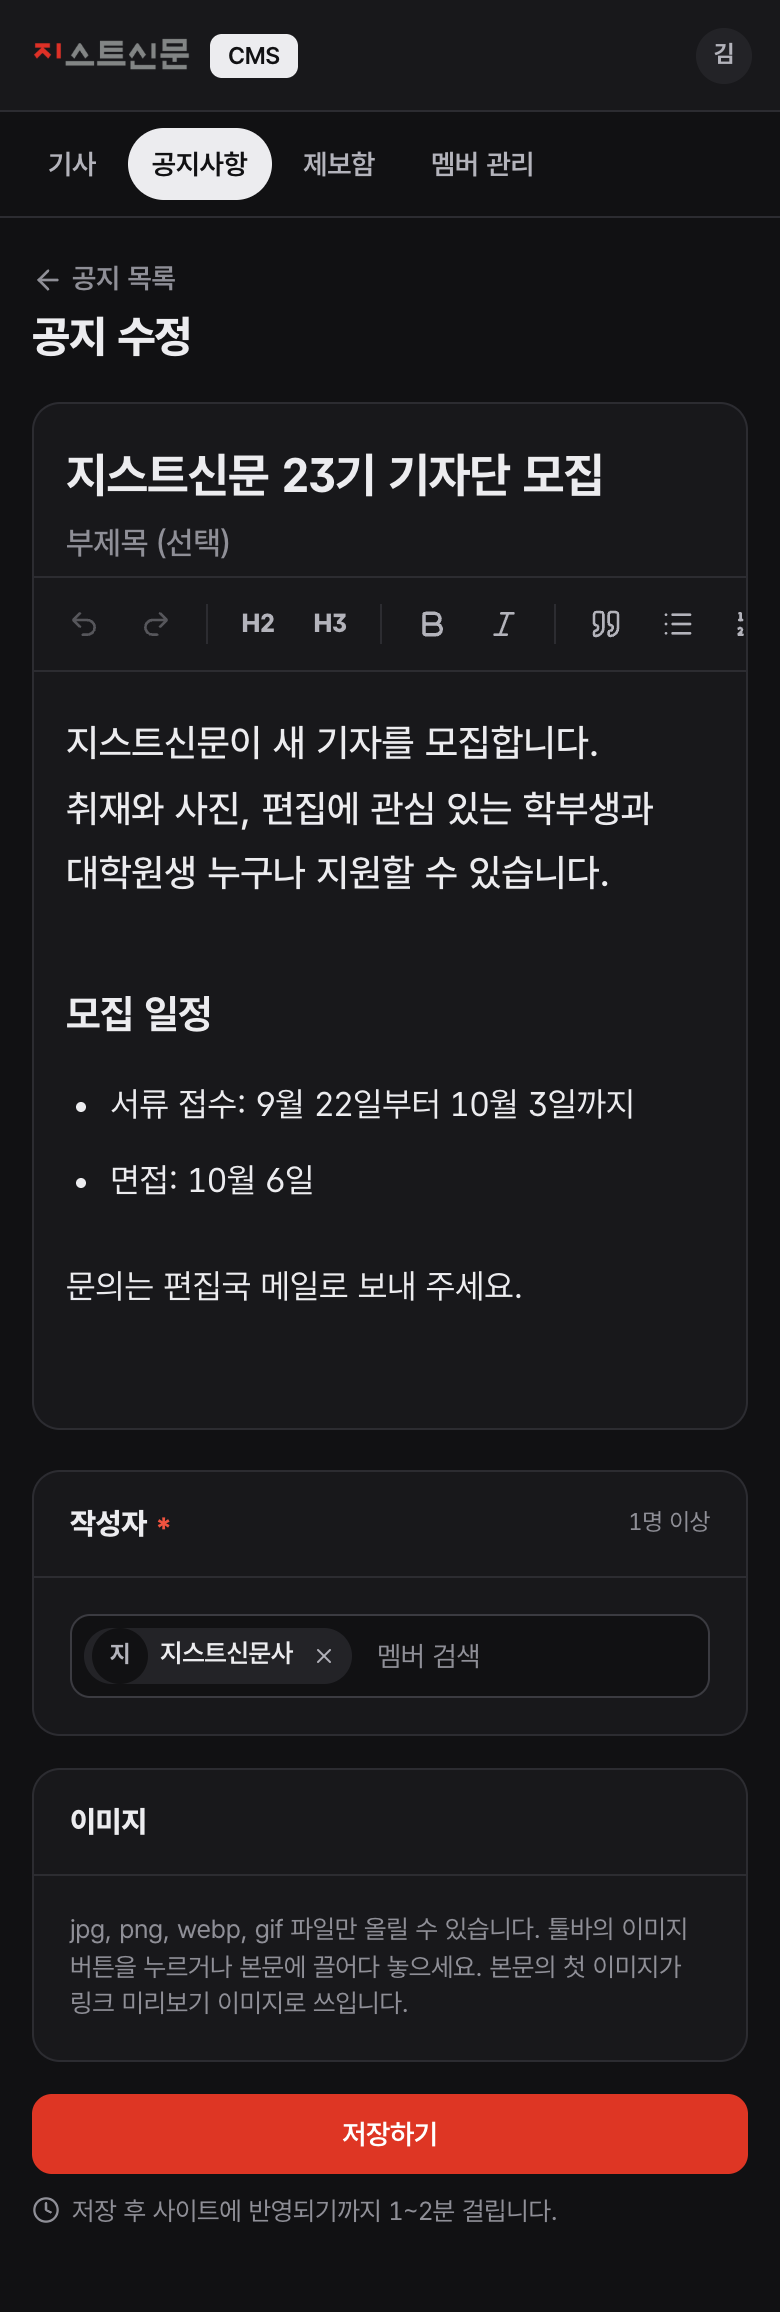 지스트신문 CMS 김
기사 공지사항 제보함 멤버 관리
← 공지 목록
공지 수정
지스트신문 23기 기자단 모집
부제목 (선택)
H2 H3 B I
지스트신문이 새 기자를 모집합니다.
취재와 사진, 편집에 관심 있는 학부생과
대학원생 누구나 지원할 수 있습니다.
모집 일정
• 서류 접수: 9월 22일부터 10월 3일까지
• 면접: 10월 6일
문의는 편집국 메일로 보내 주세요.
작성자 * 1명 이상
지 지스트신문사 × 멤버 검색
이미지
jpg, png, webp, gif 파일만 올릴 수 있습니다. 툴바의 이미지
버튼을 누르거나 본문에 끌어다 놓으세요. 본문의 첫 이미지가
링크 미리보기 이미지로 쓰입니다.
저장하기
저장 후 사이트에 반영되기까지 1~2분 걸립니다.